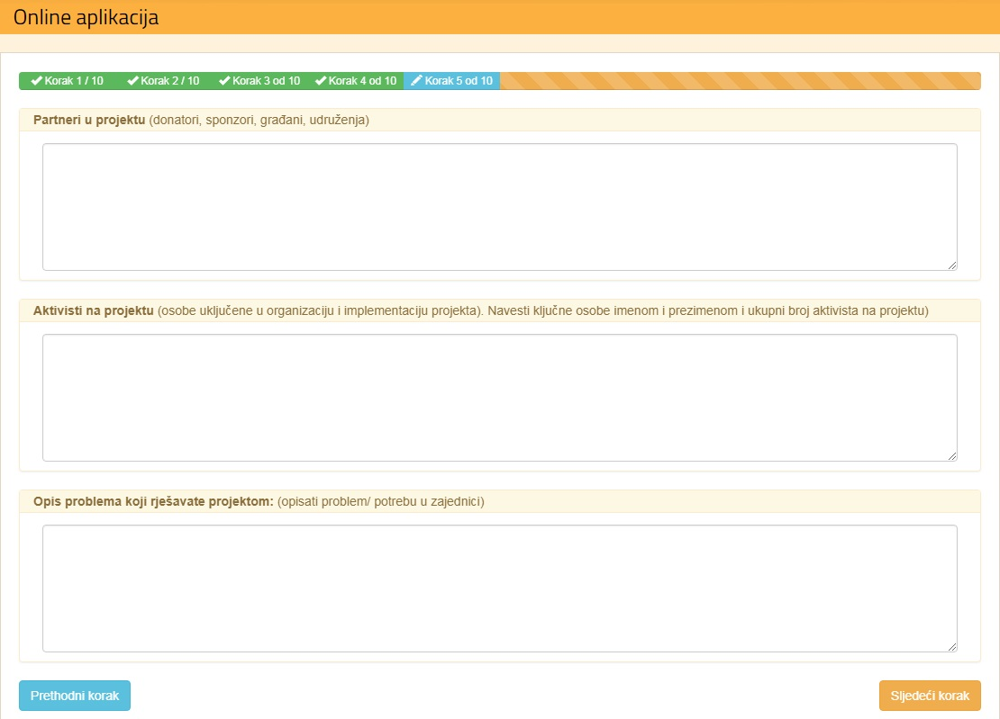 Online aplikacija
Korak 1 / 10 Korak 2 / 10 Korak 3 od 10 Korak 4 od 10 Korak 5 od 10
Partneri u projektu (donatori, sponzori, građani, udruženja)
Aktivisti na projektu (osobe uključene u organizaciju i implementaciju projekta). Navesti ključne osobe imenom i prezimenom i ukupni broj aktivista na projektu)
Opis problema koji rješavate projektom: (opisati problem/ potrebu u zajednici)
Prethodni korak Sljedeći korak